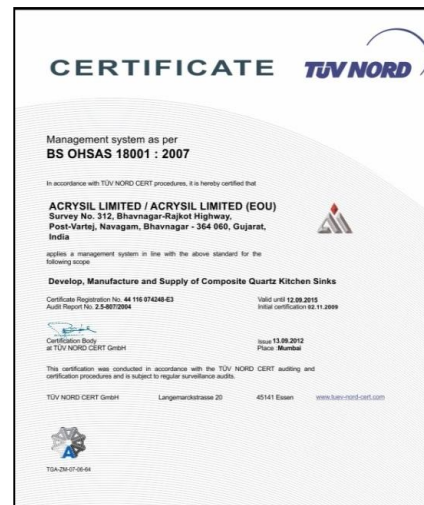 CERTIFICATE
TÜV NORD
Management system as per
BS OHSAS 18001 : 2007
In accordance with TÜV NORD CERT procedures, it is hereby certified that
ACRYSIL LIMITED / ACRYSIL LIMITED (EOU)
Survey No. 312, Bhavnagar-Rajkot Highway,
Post-Vartej, Navagam, Bhavnagar - 364 060, Gujarat,
India
applies a management system in line with the above standard for the
following scope
Develop, Manufacture and Supply of Composite Quartz Kitchen Sinks
Certificate Registration No. 44 116 074248-E3
Audit Report No. 2.5-807/2004
Valid until 12.09.2015
Initial certification 02.11.2009
Certification Body
at TÜV NORD CERT GmbH
Issue 13.09.2012
Place Mumbai
This certification was conducted in accordance with the TÜV NORD CERT auditing and
certification procedures and is subject to regular surveillance audits.
TÜV NORD CERT GmbH Langemarckstrasse 20 45141 Essen www.tuev-nord-cert.com
A
TGA-ZM-07-06-64